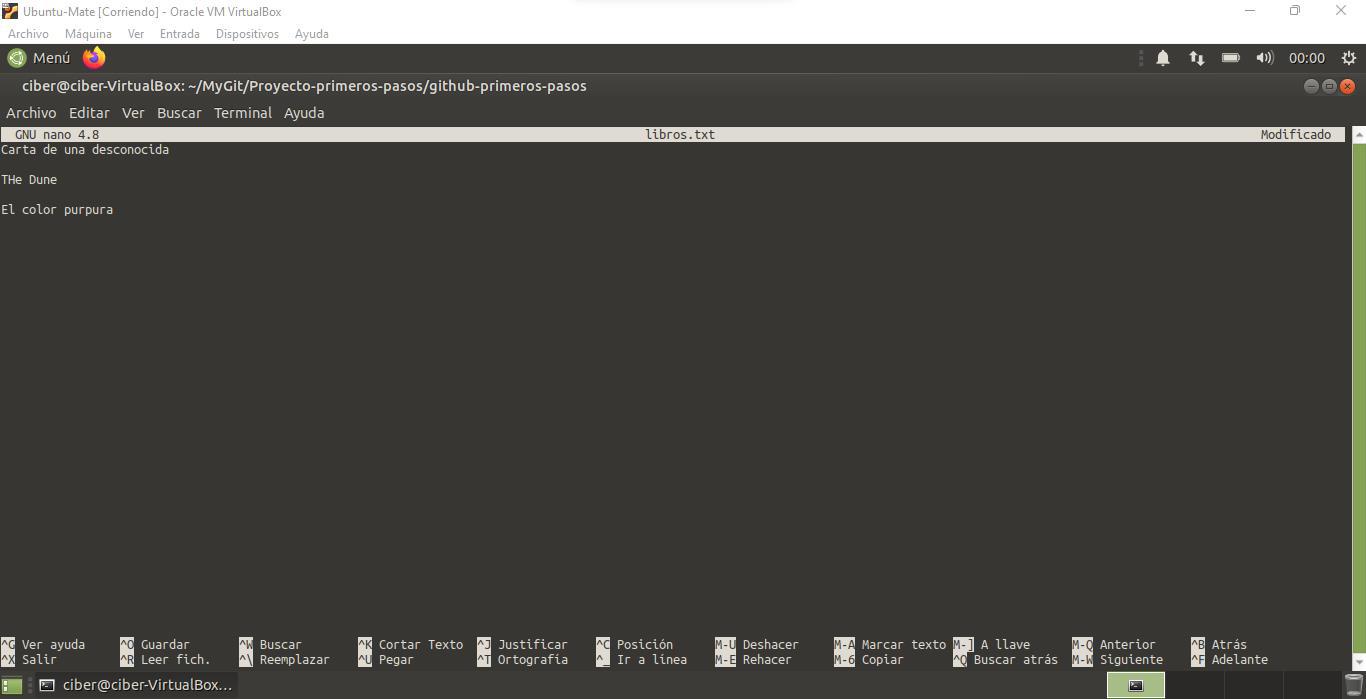 Ubuntu-Mate [Corriendo] - Oracle VM VirtualBox
Archivo Máquina Ver Entrada Dispositivos Ayuda
Menú 00:00
ciber@ciber-VirtualBox: ~/MyGit/Proyecto-primeros-pasos/github-primeros-pasos
Archivo Editar Ver Buscar Terminal Ayuda
GNU nano 4.8 libros.txt Modificado
Carta de una desconocida
THe Dune
El color purpura
^G Ver ayuda ^O Guardar ^W Buscar ^K Cortar Texto ^J Justificar ^C Posición M-U Deshacer M-A Marcar texto M-] A llave M-Q Anterior ^B Atrás
^X Salir ^R Leer fich. ^\ Reemplazar ^U Pegar ^T Ortografía ^_ Ir a línea M-E Rehacer M-6 Copiar ^Q Buscar atrás M-W Siguiente ^F Adelante
ciber@ciber-VirtualBox...